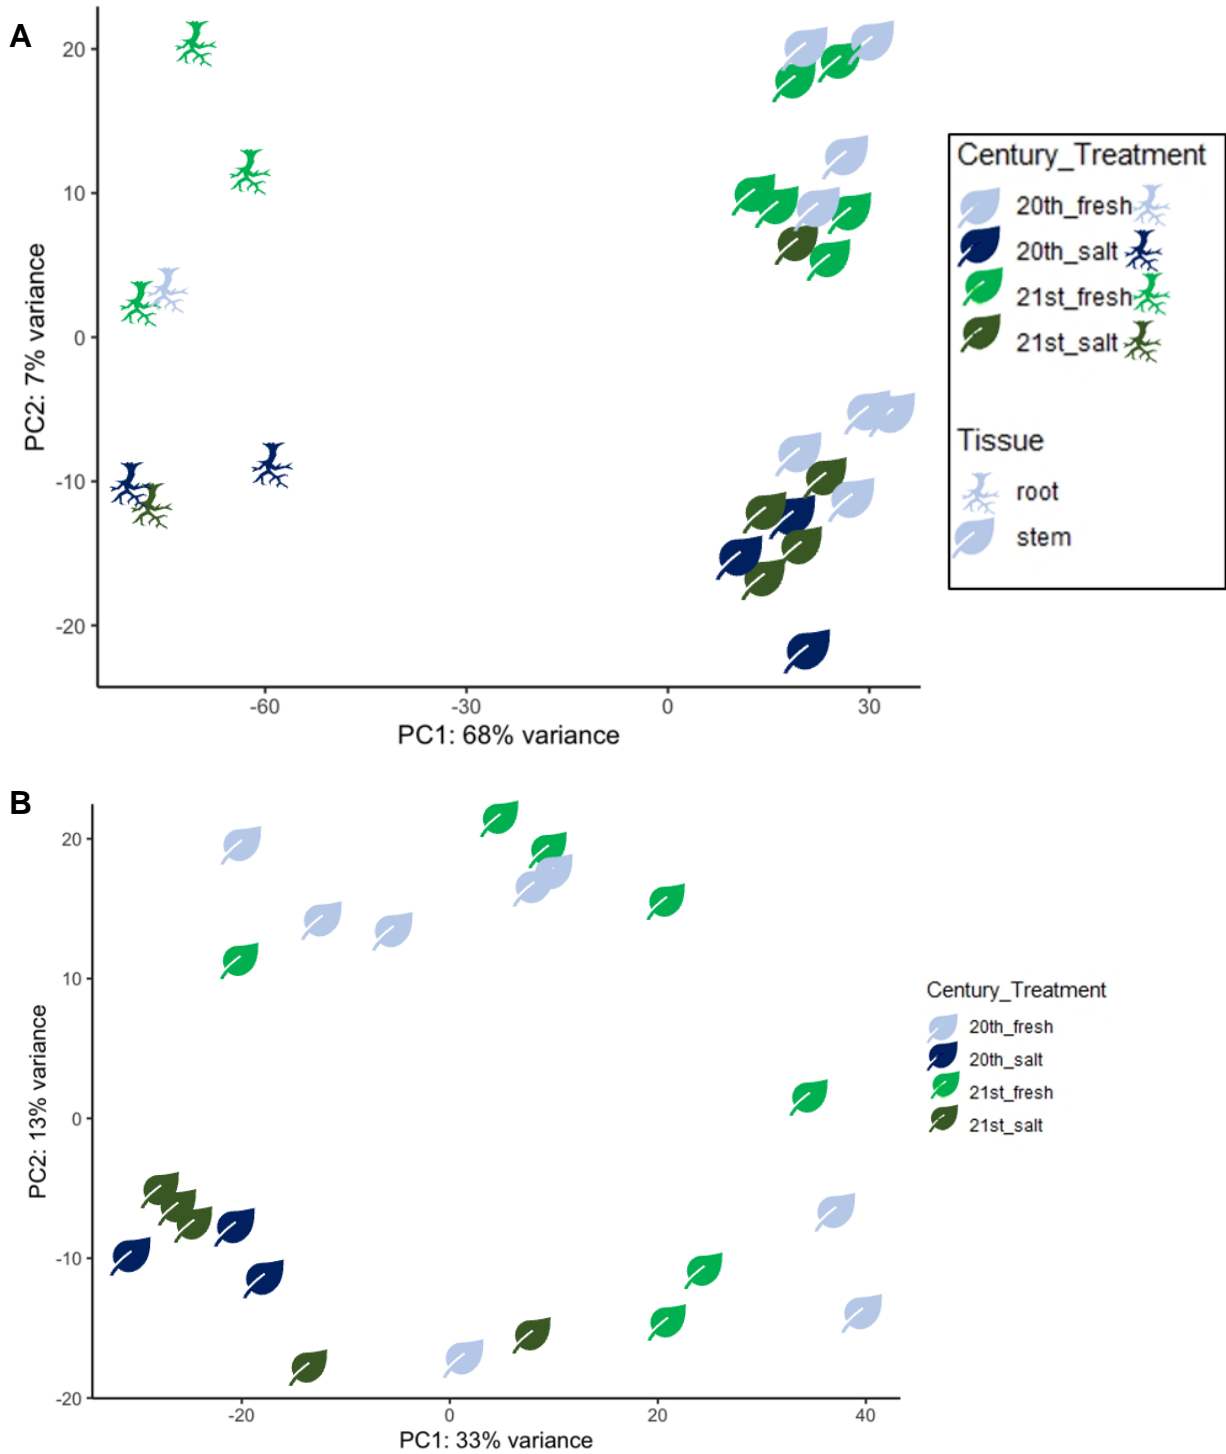 A
20
10
0
-10
-20
PC2: 7% variance
-60
-30
0
30
PC1: 68% variance
Century_Treatment
20th_fresh
20th_salt
21st_fresh
21st_salt
Tissue
root
stem
B
20
10
0
-10
-20
PC2: 13% variance
-20
0
20
40
PC1: 33% variance
Century_Treatment
20th_fresh
20th_salt
21st_fresh
21st_salt